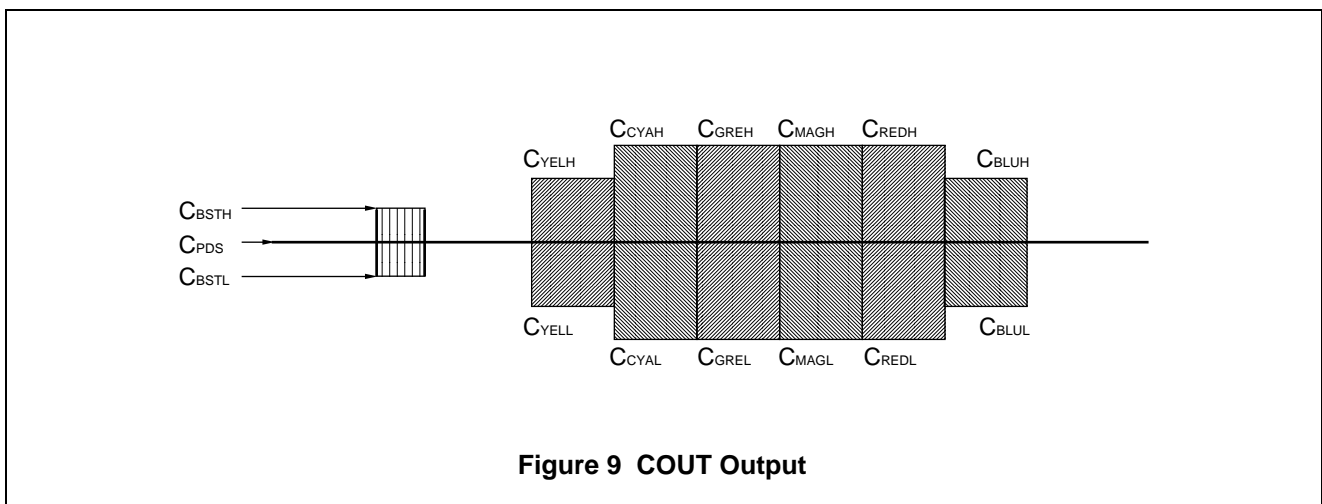 CCYAH CGREH CMAGH CREDH
CYELH CBLUH
CBSTH
CPDS
CBSTL
CYELL CBLUL
CCYAL CGREL CMAGL CREDL
Figure 9 COUT Output